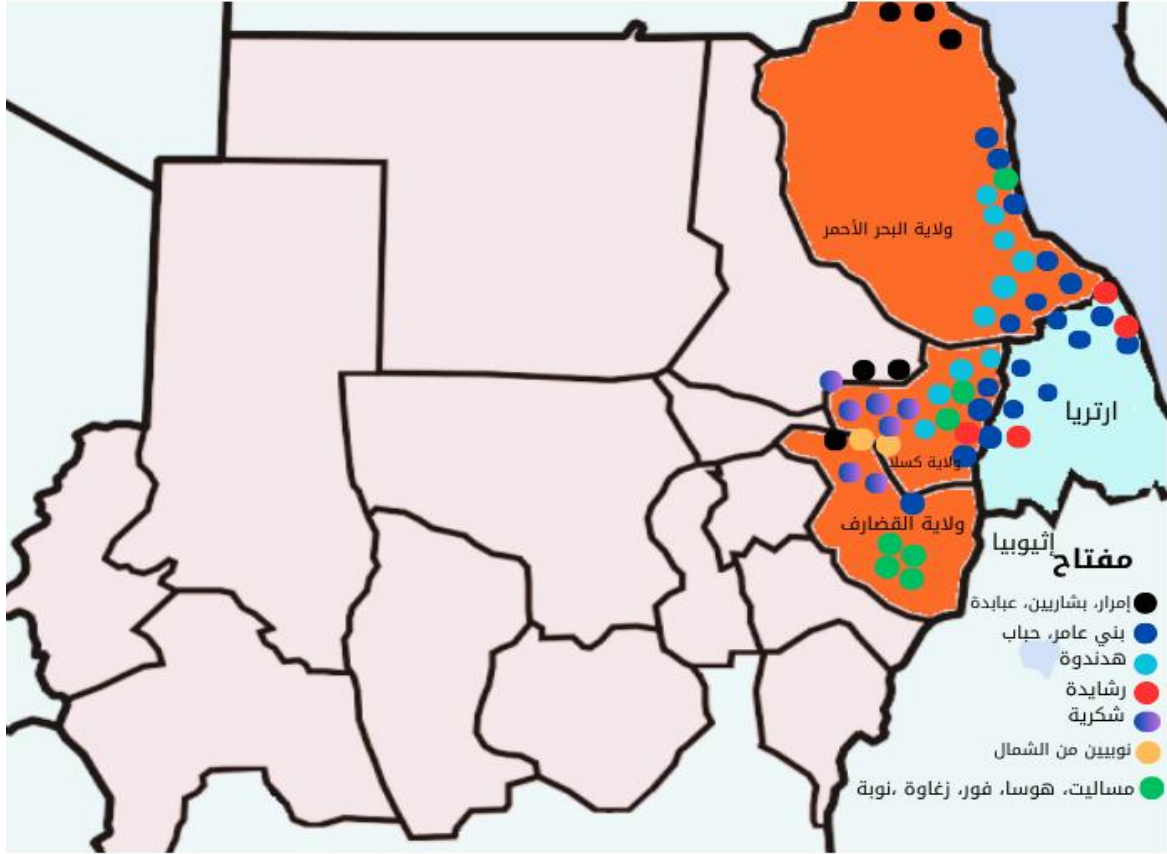 ولاية البحر الأحمر
ارتريا
ولاية كسلا
ولاية القضارف
إثيوبيا
مفتاح
إمرار، بشاريين، عبابدة
بني عامر، حباب
هدندوة
رشايدة
شكرية
نوبيين من الشمال
مساليت، هوسا، فور، زغاوة ،نوبة